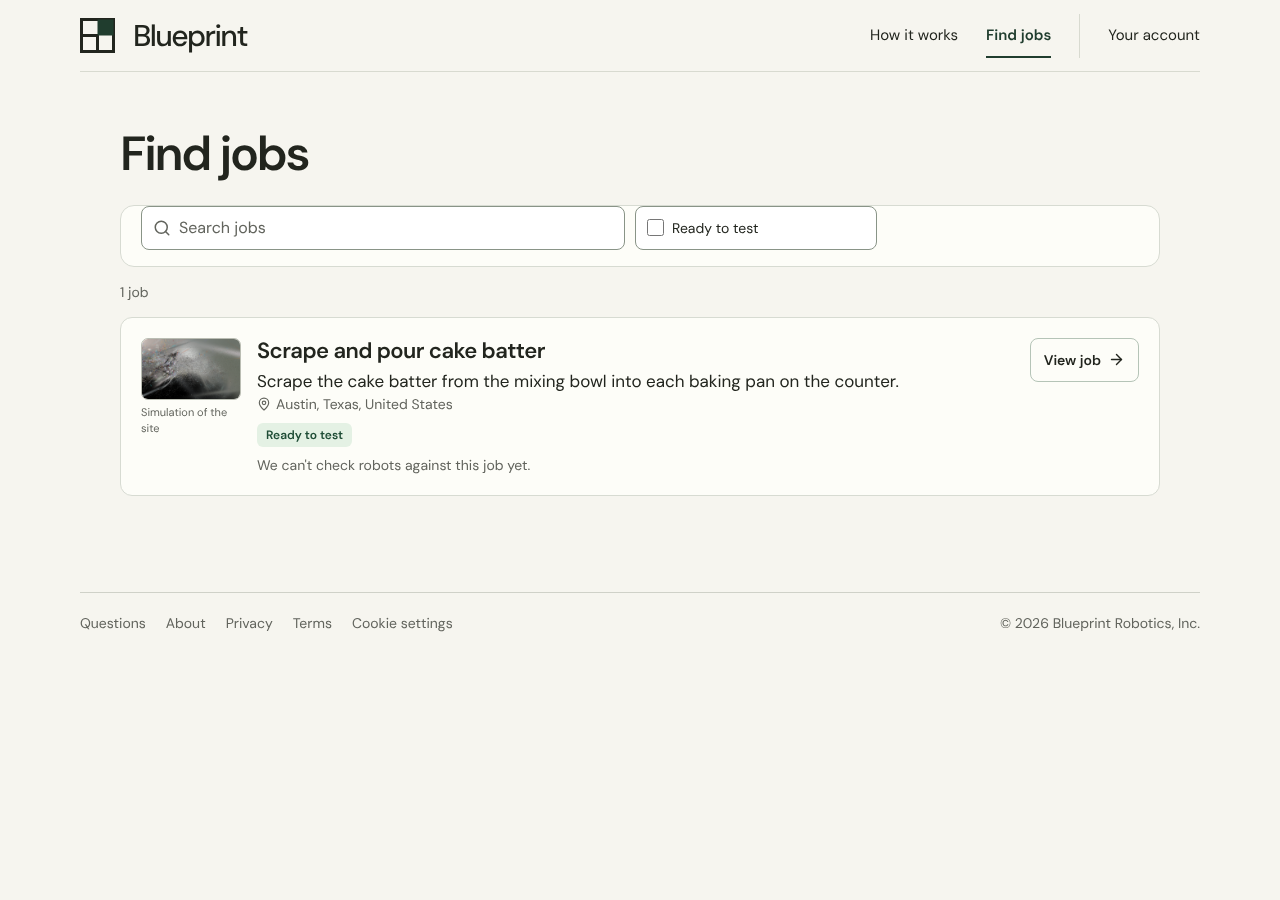 Blueprint
How it works
Find jobs
Your account
Find jobs
Search jobs
Ready to test
1 job
Scrape and pour cake batter
View job
Scrape the cake batter from the mixing bowl into each baking pan on the counter.
Austin, Texas, United States
Simulation of the
site
Ready to test
We can't check robots against this job yet.
Questions
About
Privacy
Terms
Cookie settings
© 2026 Blueprint Robotics, Inc.